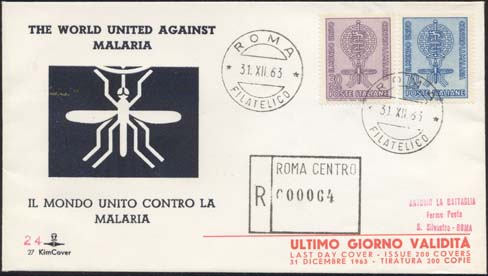 THE WORLD UNITED AGAINST
MALARIA
IL MONDO UNITO CONTRO LA
MALARIA
24
27 KimCover
ROMA
31.XII.63
FILATELICO
POSTE ITALIANE
POSTE ITALIANE
ROMA
31.XII.63
FILATELICO
R
ROMA CENTRO
000064
ANTONIO LA BATTAGLIA
Fermo Posta
S. Silvestro - ROMA
ULTIMO GIORNO VALIDITÀ
LAST DAY COVER - ISSUE 200 COVERS
31 DICEMBRE 1963 - TIRATURA 200 COPIE